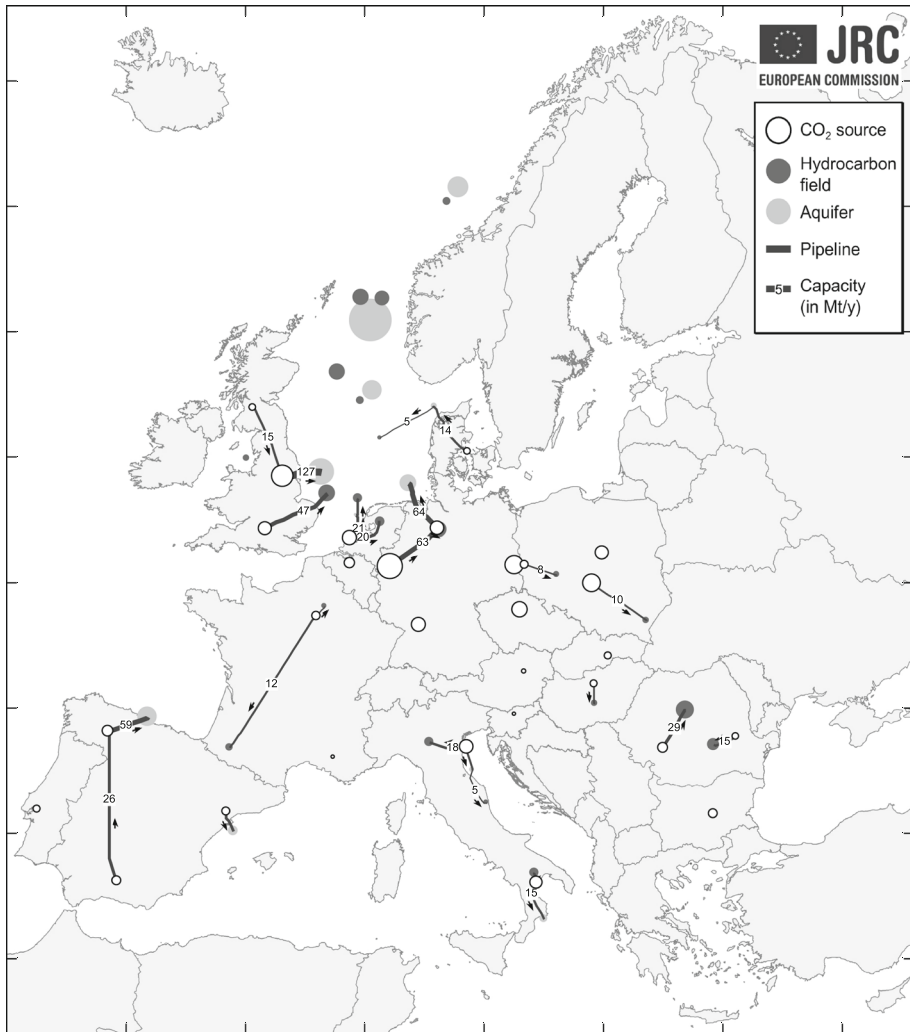 JRC
EUROPEAN COMMISSION
CO₂ source
Hydrocarbon
field
Aquifer
Pipeline
5
Capacity
(in Mt/y)
5
14
15
127
47
64
21
20
63
8
10
12
59
29
18
15
26
5
15